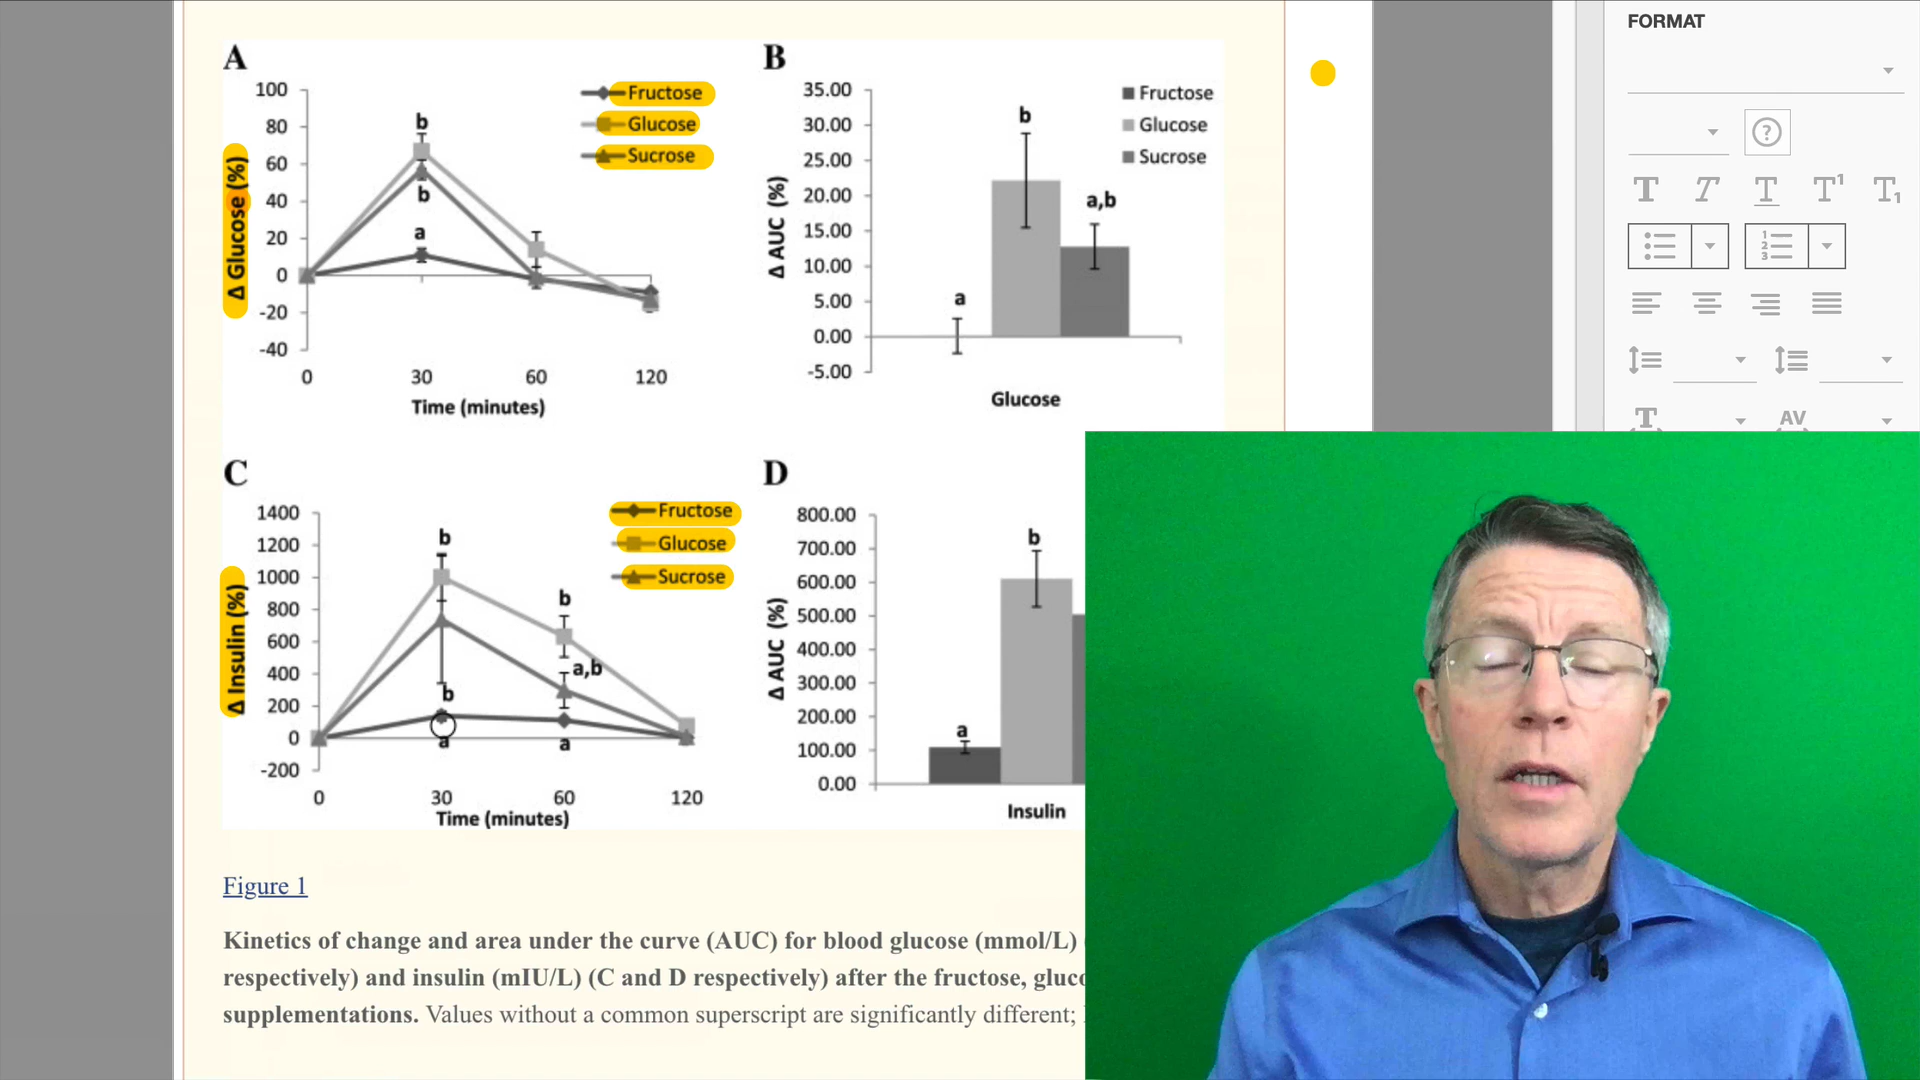 FORMAT
A
100
80
60
40
20
0
-20
-40
Δ Glucose (%)
b
b
a
Fructose
Glucose
Sucrose
0 30 60 120
Time (minutes)
B
35.00
30.00
25.00
20.00
15.00
10.00
5.00
0.00
-5.00
Δ AUC (%)
a
b
a,b
Fructose
Glucose
Sucrose
Glucose
C
1400
1200
1000
800
600
400
200
0
-200
Δ Insulin (%)
b
b
a,b
b
a
a
Fructose
Glucose
Sucrose
0 30 60 120
Time (minutes)
D
800.00
700.00
600.00
500.00
400.00
300.00
200.00
100.00
0.00
Δ AUC (%)
a
b
Insulin
Figure 1
Kinetics of change and area under the curve (AUC) for blood glucose (mmol/L)
respectively) and insulin (mIU/L) (C and D respectively) after the fructose, gluco
supplementations. Values without a common superscript are significantly different;
T T T T1 T1
1
2
3
T AV